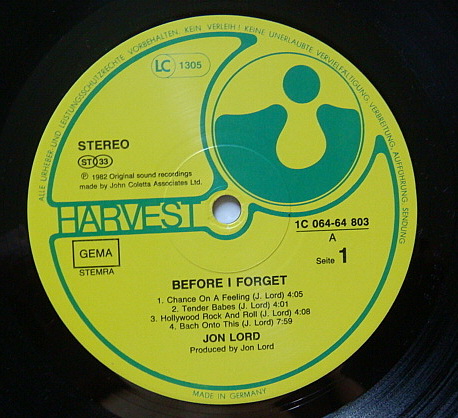 ALLE URHEBER- UND LEISTUNGSSCHUTZRECHTE VORBEHALTEN. KEIN VERLEIH! KEINE UNERLAUBTE VERVIELFÄLTIGUNG, VERBREITUNG, AUFFÜHRUNG, SENDUNG
LC 1305
STEREO
ST 33
℗ 1982 Original sound recordings
made by John Coletta Associates Ltd.
HARVEST
1C 064-64 803
A
Seite 1
GEMA
STEMRA
BEFORE I FORGET
1. Chance On A Feeling (J. Lord) 4:05
2. Tender Babes (J. Lord) 4:01
3. Hollywood Rock And Roll (J. Lord) 4:08
4. Bach Onto This (J. Lord) 7:59
JON LORD
Produced by Jon Lord
MADE IN GERMANY